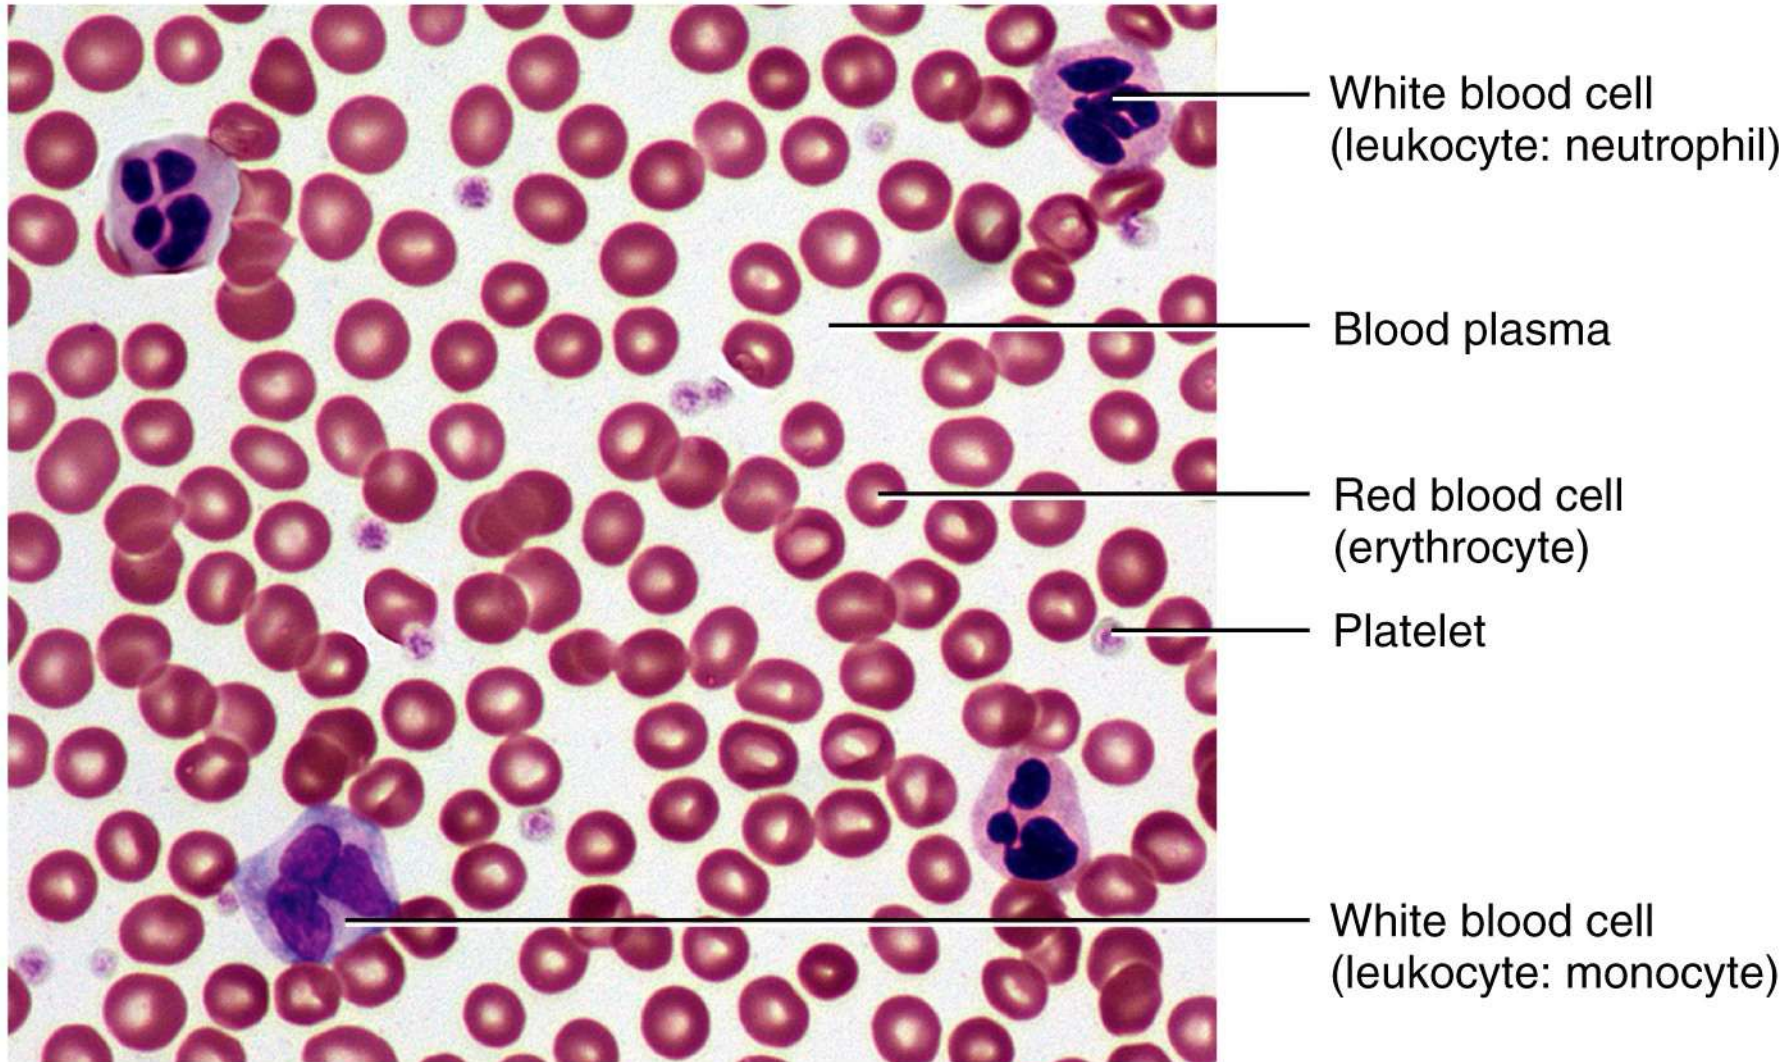 White blood cell
(leukocyte: neutrophil)
Blood plasma
Red blood cell
(erythrocyte)
Platelet
White blood cell
(leukocyte: monocyte)